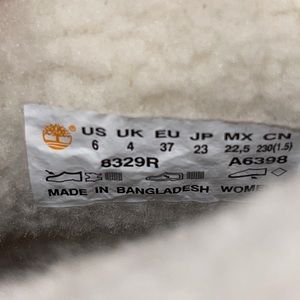 US UK EU JP MX CN
6 4 37 23 22,5 230(1.5)
8329R A6398
MADE IN BANGLADESH WOME